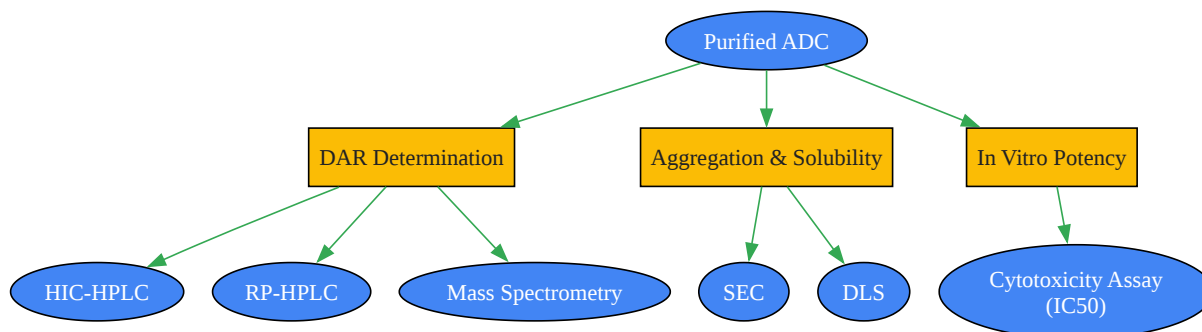 Purified ADC
DAR Determination
Aggregation & Solubility
In Vitro Potency
HIC-HPLC
RP-HPLC
Mass Spectrometry
SEC
DLS
Cytotoxicity Assay
(IC50)